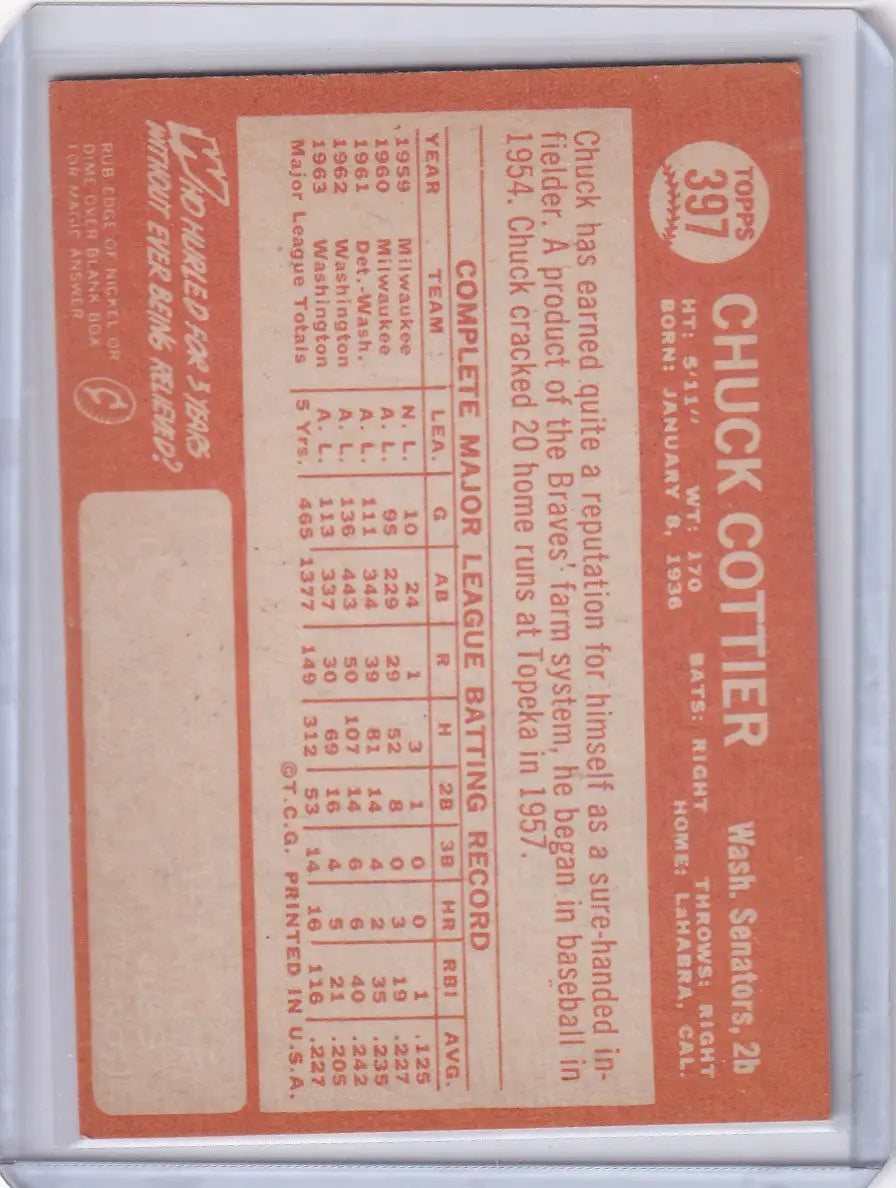 TOPPS
397
CHUCK COTTIER Wash. Senators, 2b
HT: 5'11" WT: 170 BATS: RIGHT THROWS: RIGHT
BORN: JANUARY 8, 1936 HOME: LaHABRA, CAL.
Chuck has earned quite a reputation for himself as a sure-handed in-
fielder. A product of the Braves' farm system, he began in baseball in
1954. Chuck cracked 20 home runs at Topeka in 1957.
COMPLETE MAJOR LEAGUE BATTING RECORD
YEAR TEAM LEA. G AB R H 2B 3B HR RBI AVG.
1959 Milwaukee N. L. 10 24 1 3 1 0 0 1 .125
1960 Milwaukee A. L. 95 229 29 52 8 0 3 19 .227
1961 Det.-Wash. A. L. 111 344 39 81 14 4 2 35 .235
1962 Washington A. L. 136 443 50 107 14 6 6 40 .242
1963 Washington A. L. 113 337 30 69 16 4 5 21 .205
Major League Totals 5 Yrs. 465 1377 149 312 53 14 16 116 .227
©T.C.G. PRINTED IN U.S.A.
WHO HURLED FOR 3 YEARS
WITHOUT EVER BEING RELIEVED?
RUB EDGE OF NICKEL OR
DIME OVER BLANK BOX
FOR MAGIC ANSWER